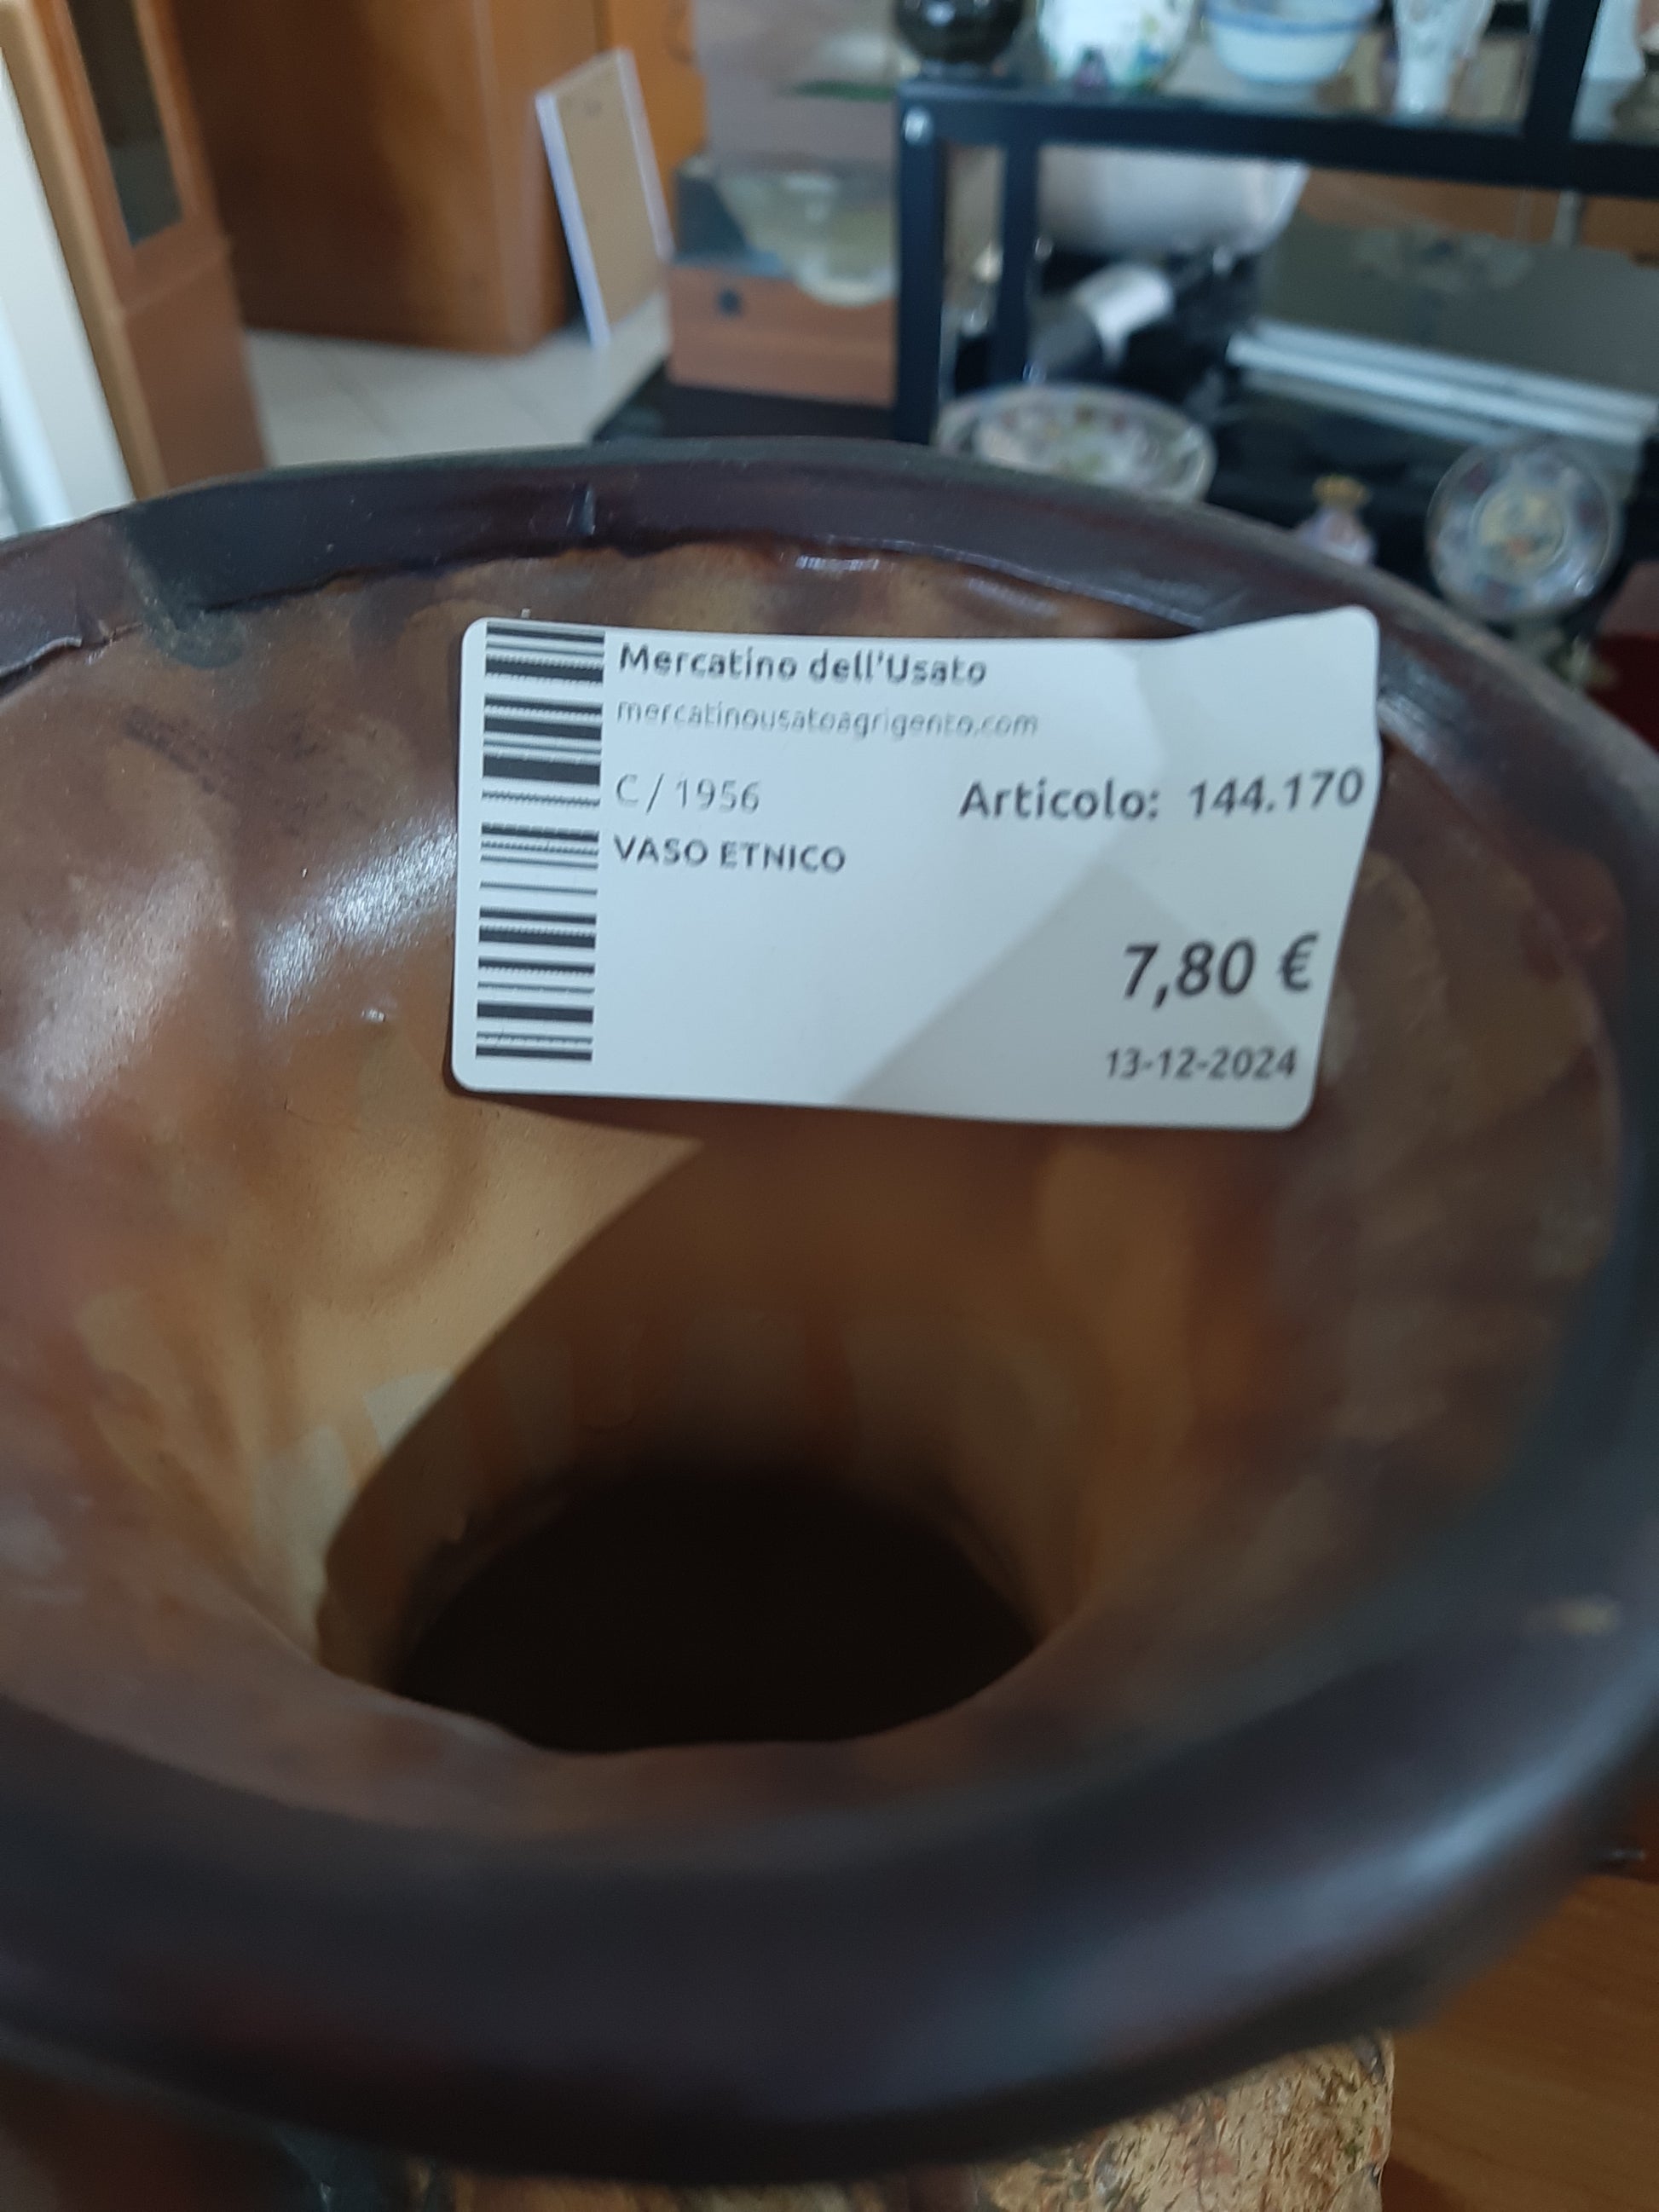 Mercatino dell'Usato
mercatinousatoagrigento.com
C/1956 Articolo: 144.170
VASO ETNICO
7,80 €
13-12-2024